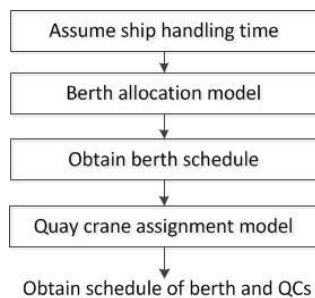 Assume ship handling time
Berth allocation model
Obtain berth schedule
Quay crane assignment model
Obtain schedule of berth and QCs